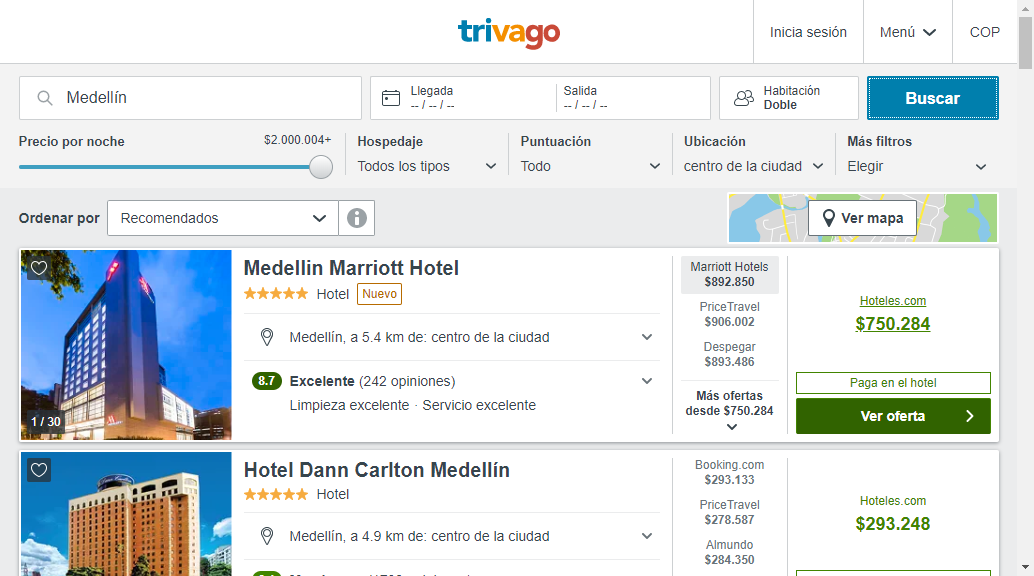 trivago
Inicia sesión
Menú
COP
Medellín
Llegada
-- / -- / --
Salida
-- / -- / --
Habitación
Doble
Buscar
Precio por noche
$2.000.004+
Hospedaje
Todos los tipos
Puntuación
Todo
Ubicación
centro de la ciudad
Más filtros
Elegir
Ordenar por
Recomendados
Ver mapa
1 / 30
Medellin Marriott Hotel
Hotel
Nuevo
Medellín, a 5.4 km de: centro de la ciudad
8.7 Excelente (242 opiniones)
Limpieza excelente · Servicio excelente
Marriott Hotels
$892.850
PriceTravel
$906.002
Despegar
$893.486
Más ofertas
desde $750.284
Hoteles.com
$750.284
Paga en el hotel
Ver oferta
Hotel Dann Carlton Medellín
Hotel
Medellín, a 4.9 km de: centro de la ciudad
Booking.com
$293.133
PriceTravel
$278.587
Almundo
$284.350
Hoteles.com
$293.248